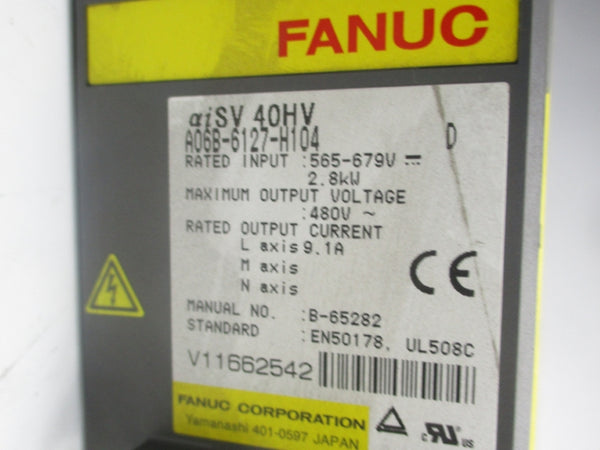 FANUC
αiSV 40HV
A06B-6127-H104 D
RATED INPUT :565-679V ⎓
2.8kW
MAXIMUM OUTPUT VOLTAGE
:480V ~
RATED OUTPUT CURRENT
L axis 9.1A
M axis
N axis
CE
MANUAL NO. :B-65282
STANDARD :EN50178, UL508C
V11662542
FANUC CORPORATION
Yamanashi 401-0597 JAPAN
c RU us